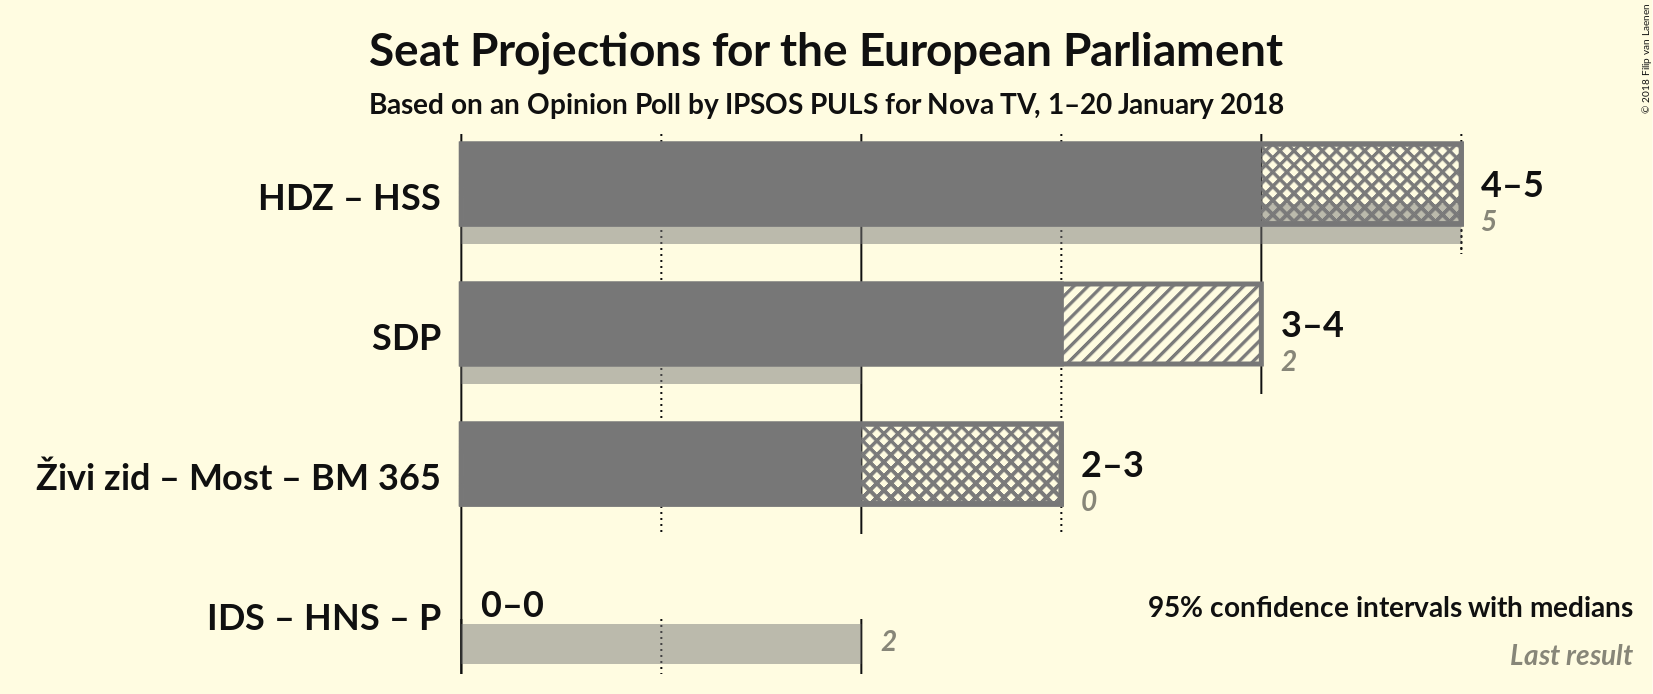 Seat Projections for the European Parliament
Based on an Opinion Poll by IPSOS PULS for Nova TV, 1–20 January 2018
© 2018 Filip van Laenen
HDZ – HSS
4–5
5
SDP
3–4
2
Živi zid – Most – BM 365
2–3
0
IDS – HNS – P
0–0
2
95% confidence intervals with medians
Last result